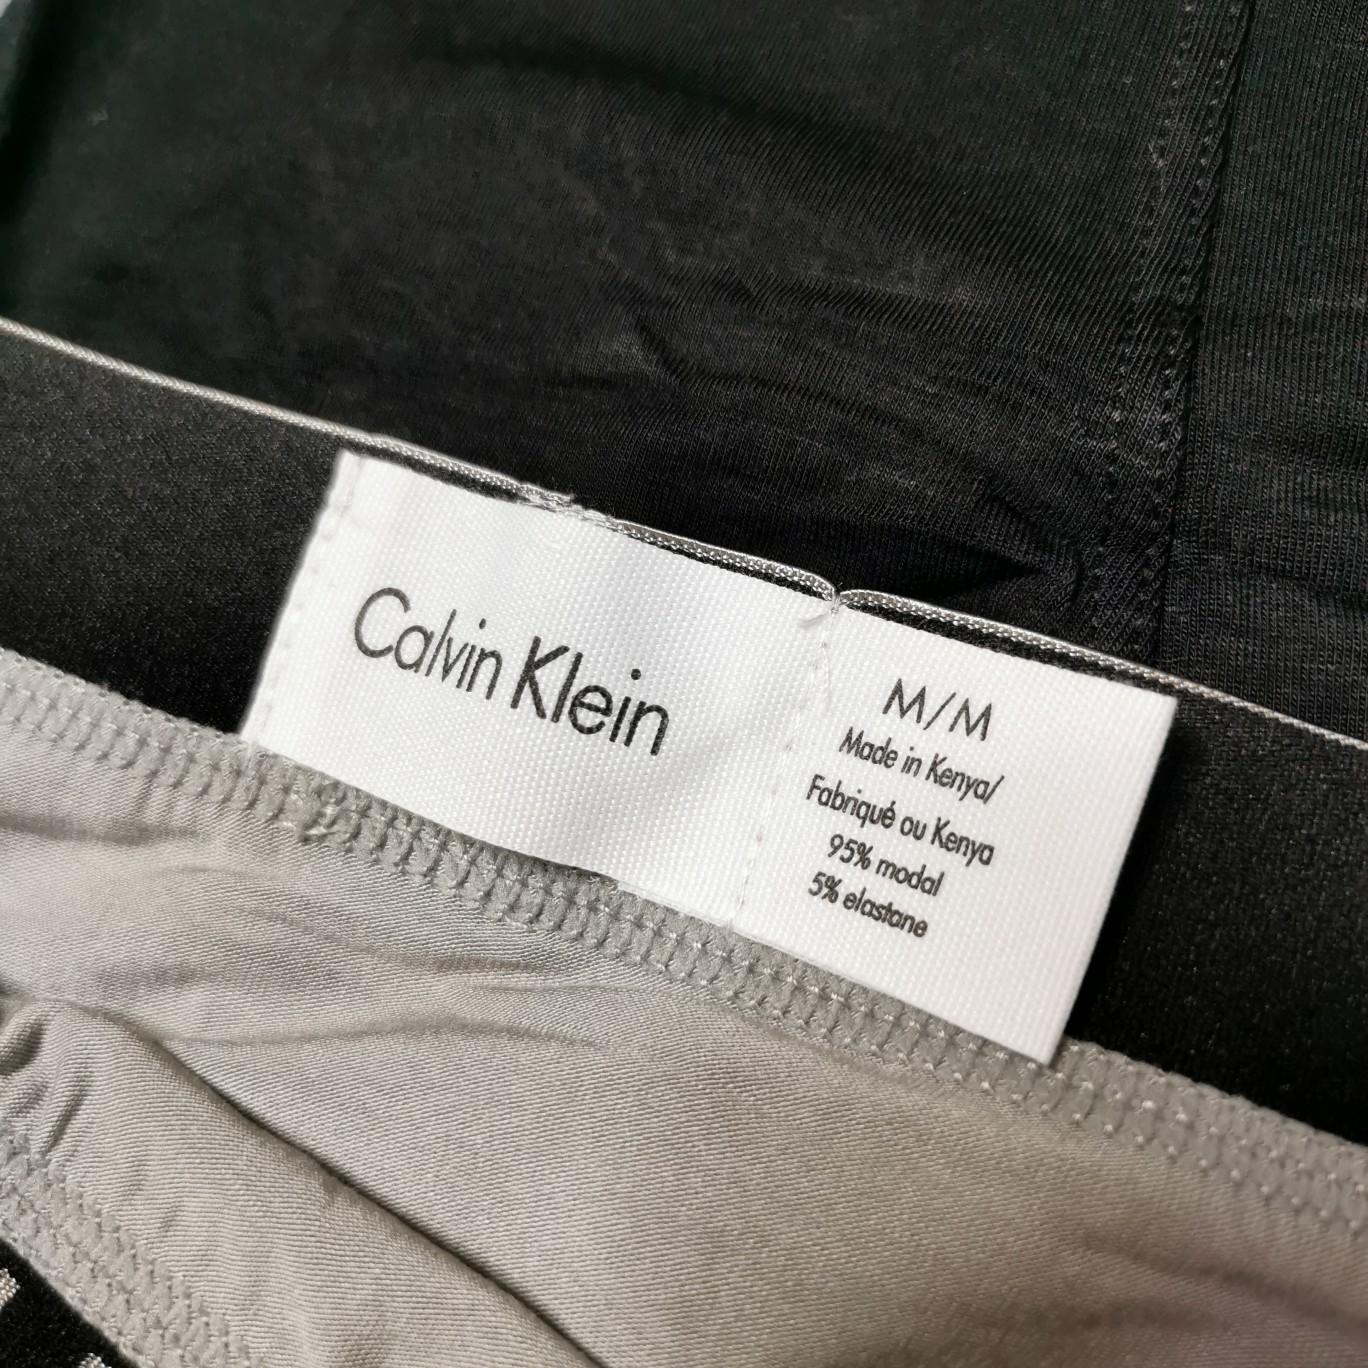 Calvin Klein
M/M
Made in Kenya/
Fabriqué ou Kenya
95% modal
5% elastane